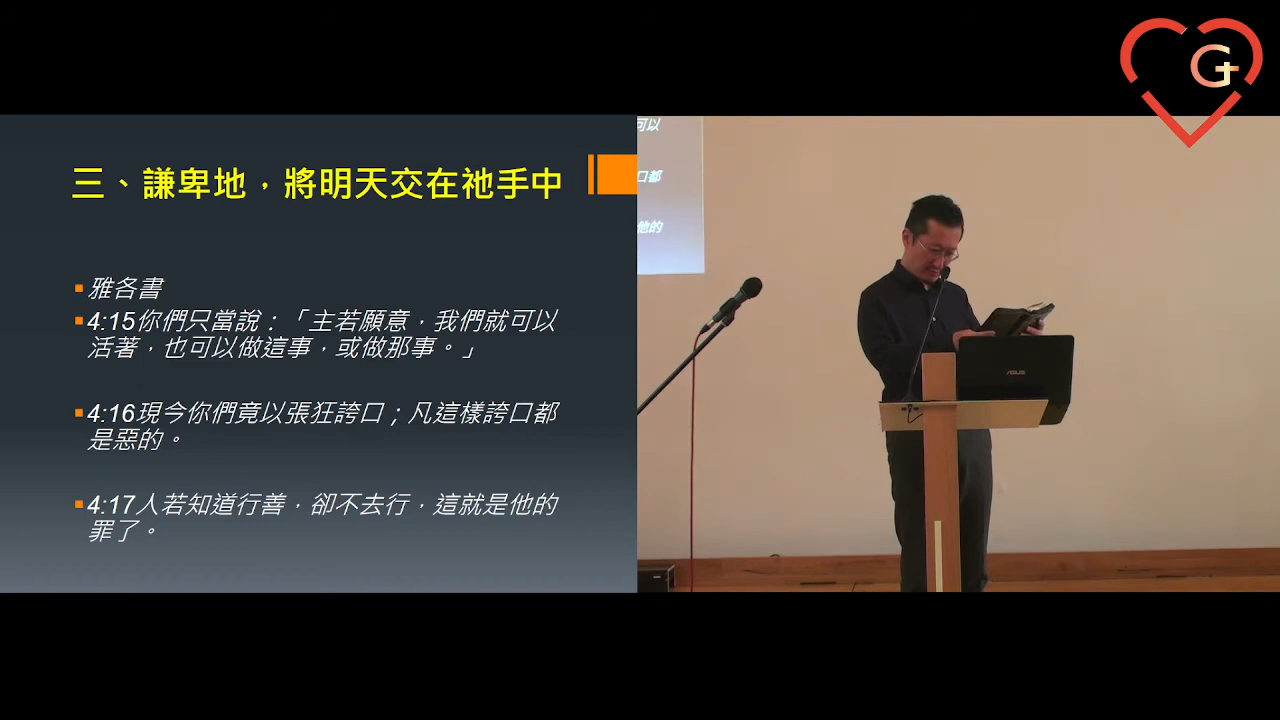 三、謙卑地，將明天交在祂手中
雅各書
4:15你們只當說：「主若願意，我們就可以
活著，也可以做這事，或做那事。」
4:16現今你們竟以張狂誇口；凡這樣誇口都
是惡的。
4:17人若知道行善，卻不去行，這就是他的
罪了。
可以
口都
他的
ASUS
G